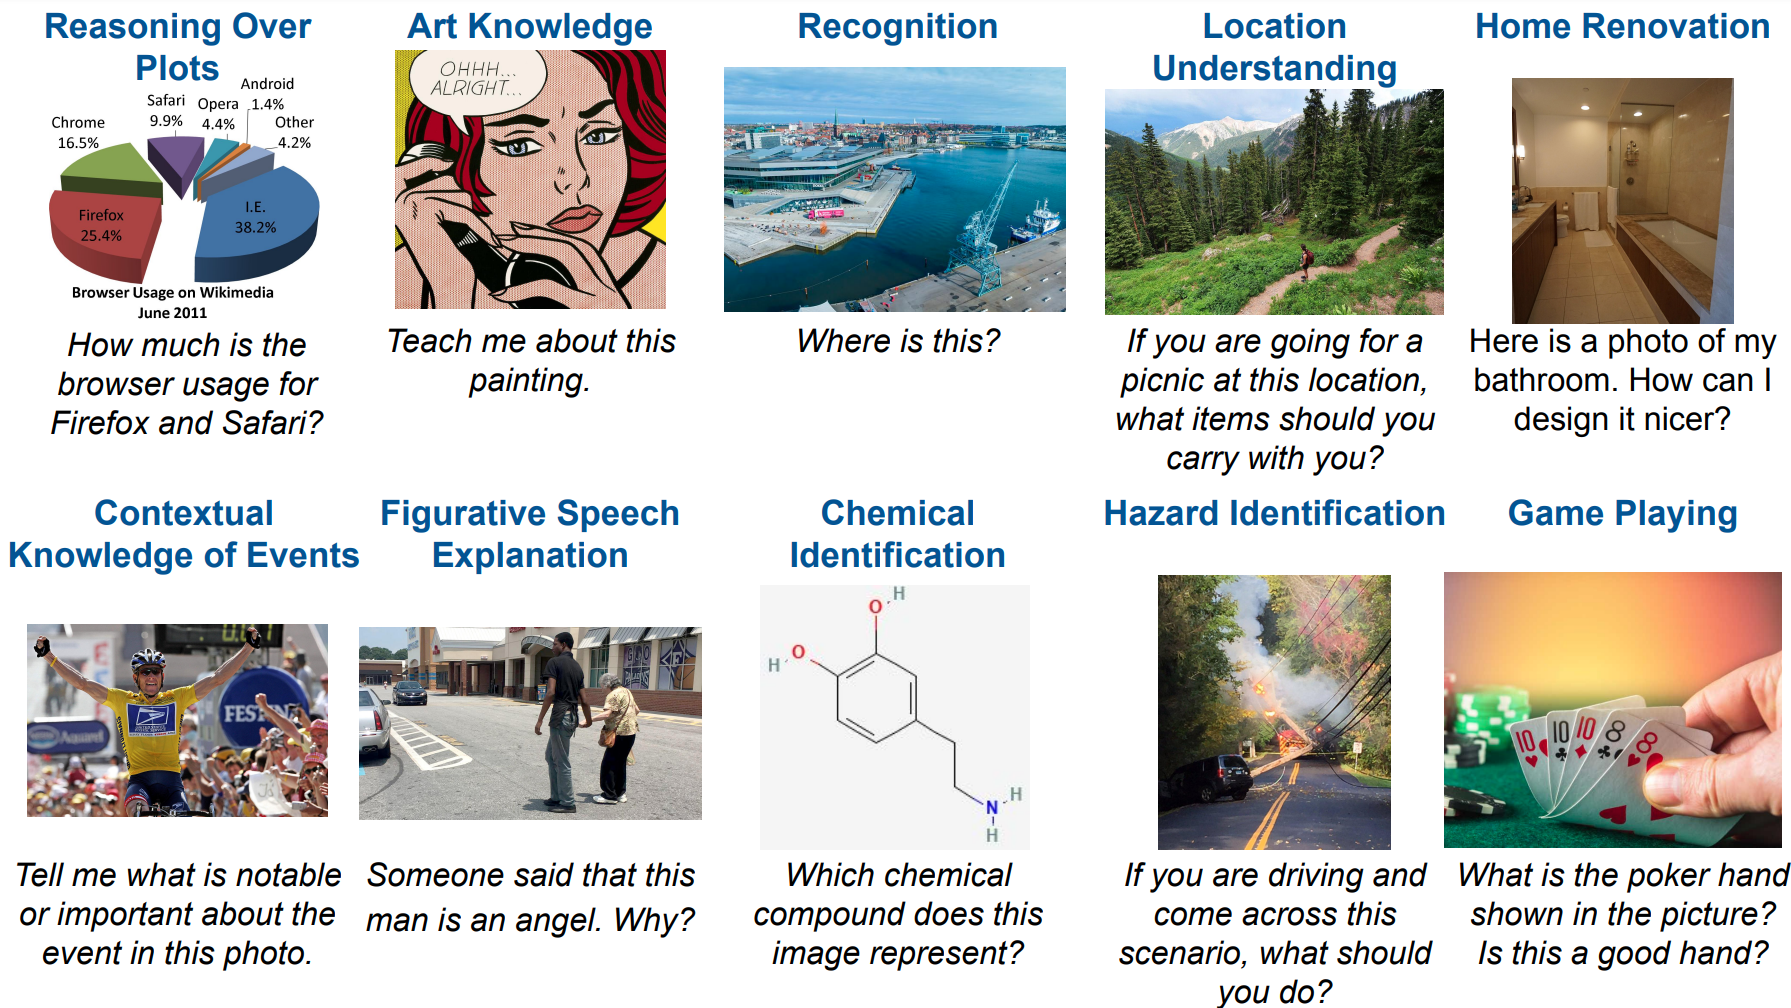 Reasoning Over
Plots
Android
1.4%
Safari
9.9%
Opera
4.4%
Chrome
16.5%
Other
4.2%
Firefox
25.4%
I.E.
38.2%
Browser Usage on Wikimedia
June 2011
How much is the
browser usage for
Firefox and Safari?
Art Knowledge
OHHH...
ALRIGHT...
Teach me about this
painting.
Recognition
Where is this?
Location
Understanding
If you are going for a
picnic at this location,
what items should you
carry with you?
Home Renovation
Here is a photo of my
bathroom. How can I
design it nicer?
Contextual
Knowledge of Events
FESTIN
Tell me what is notable
or important about the
event in this photo.
Figurative Speech
Explanation
Someone said that this
man is an angel. Why?
Chemical
Identification
H
O
O
H
N
H
H
Which chemical
compound does this
image represent?
Hazard Identification
If you are driving and
come across this
scenario, what should
you do?
Game Playing
10
10
10
8
8
What is the poker hand
shown in the picture?
Is this a good hand?